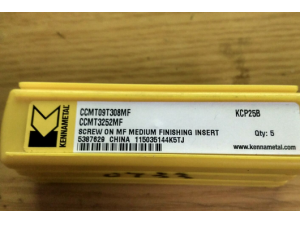 KENNAMETAL
CCMT09T308MF KCP25B
CCMT3252MF
SCREW ON MF MEDIUM FINISHING INSERT
5387829 CHINA 115035144K5TJ Qty: 5
www.kennametal.com